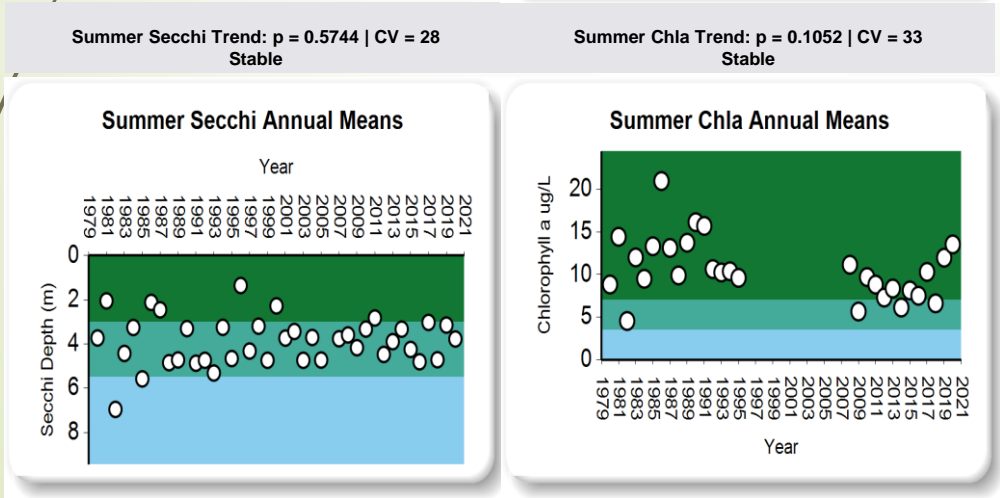 Summer Secchi Trend: p = 0.5744 | CV = 28
Stable
Summer Secchi Annual Means
Year
1979 1981 1983 1985 1987 1989 1991 1993 1995 1997 1999 2001 2003 2005 2007 2009 2011 2013 2015 2017 2019 2021
0
2
4
6
8
Secchi Depth (m)
Summer Chla Trend: p = 0.1052 | CV = 33
Stable
Summer Chla Annual Means
Chlorophyll a ug/L
20
15
10
5
0
1979 1981 1983 1985 1987 1989 1991 1993 1995 1997 1999 2001 2003 2005 2007 2009 2011 2013 2015 2017 2019 2021
Year